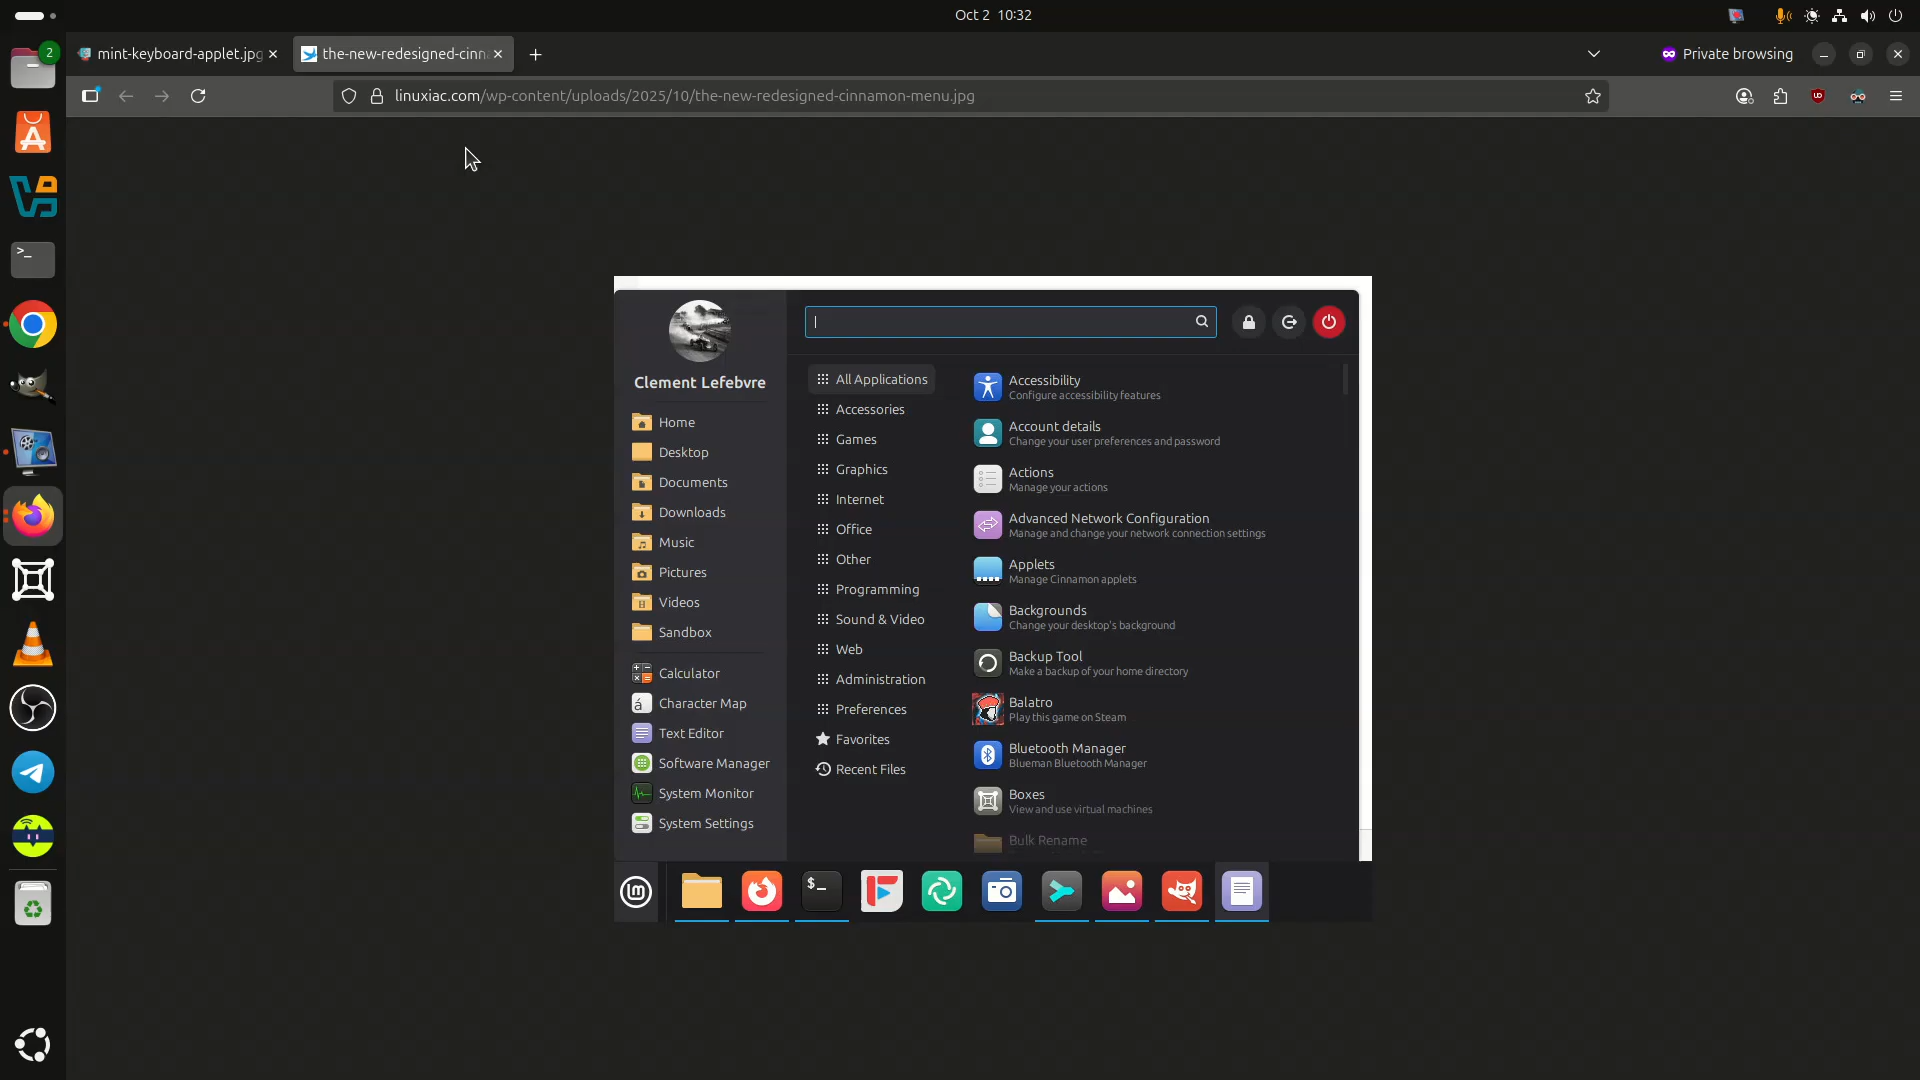 Oct 2 10:32
2
mint-keyboard-applet.jpg
the-new-redesigned-cinn
Private browsing
linuxiac.com/wp-content/uploads/2025/10/the-new-redesigned-cinnamon-menu.jpg
Clement Lefebvre
Home
Desktop
Documents
Downloads
Music
Pictures
Videos
Sandbox
Calculator
Character Map
Text Editor
Software Manager
System Monitor
System Settings
All Applications
Accessories
Games
Graphics
Internet
Office
Other
Programming
Sound & Video
Web
Administration
Preferences
Favorites
Recent Files
Accessibility
Configure accessibility features
Account details
Change your user preferences and password
Actions
Manage your actions
Advanced Network Configuration
Manage and change your network connection settings
Applets
Manage Cinnamon applets
Backgrounds
Change your desktop's background
Backup Tool
Make a backup of your home directory
Balatro
Play this game on Steam
Bluetooth Manager
Blueman Bluetooth Manager
Boxes
View and use virtual machines
Bulk Rename